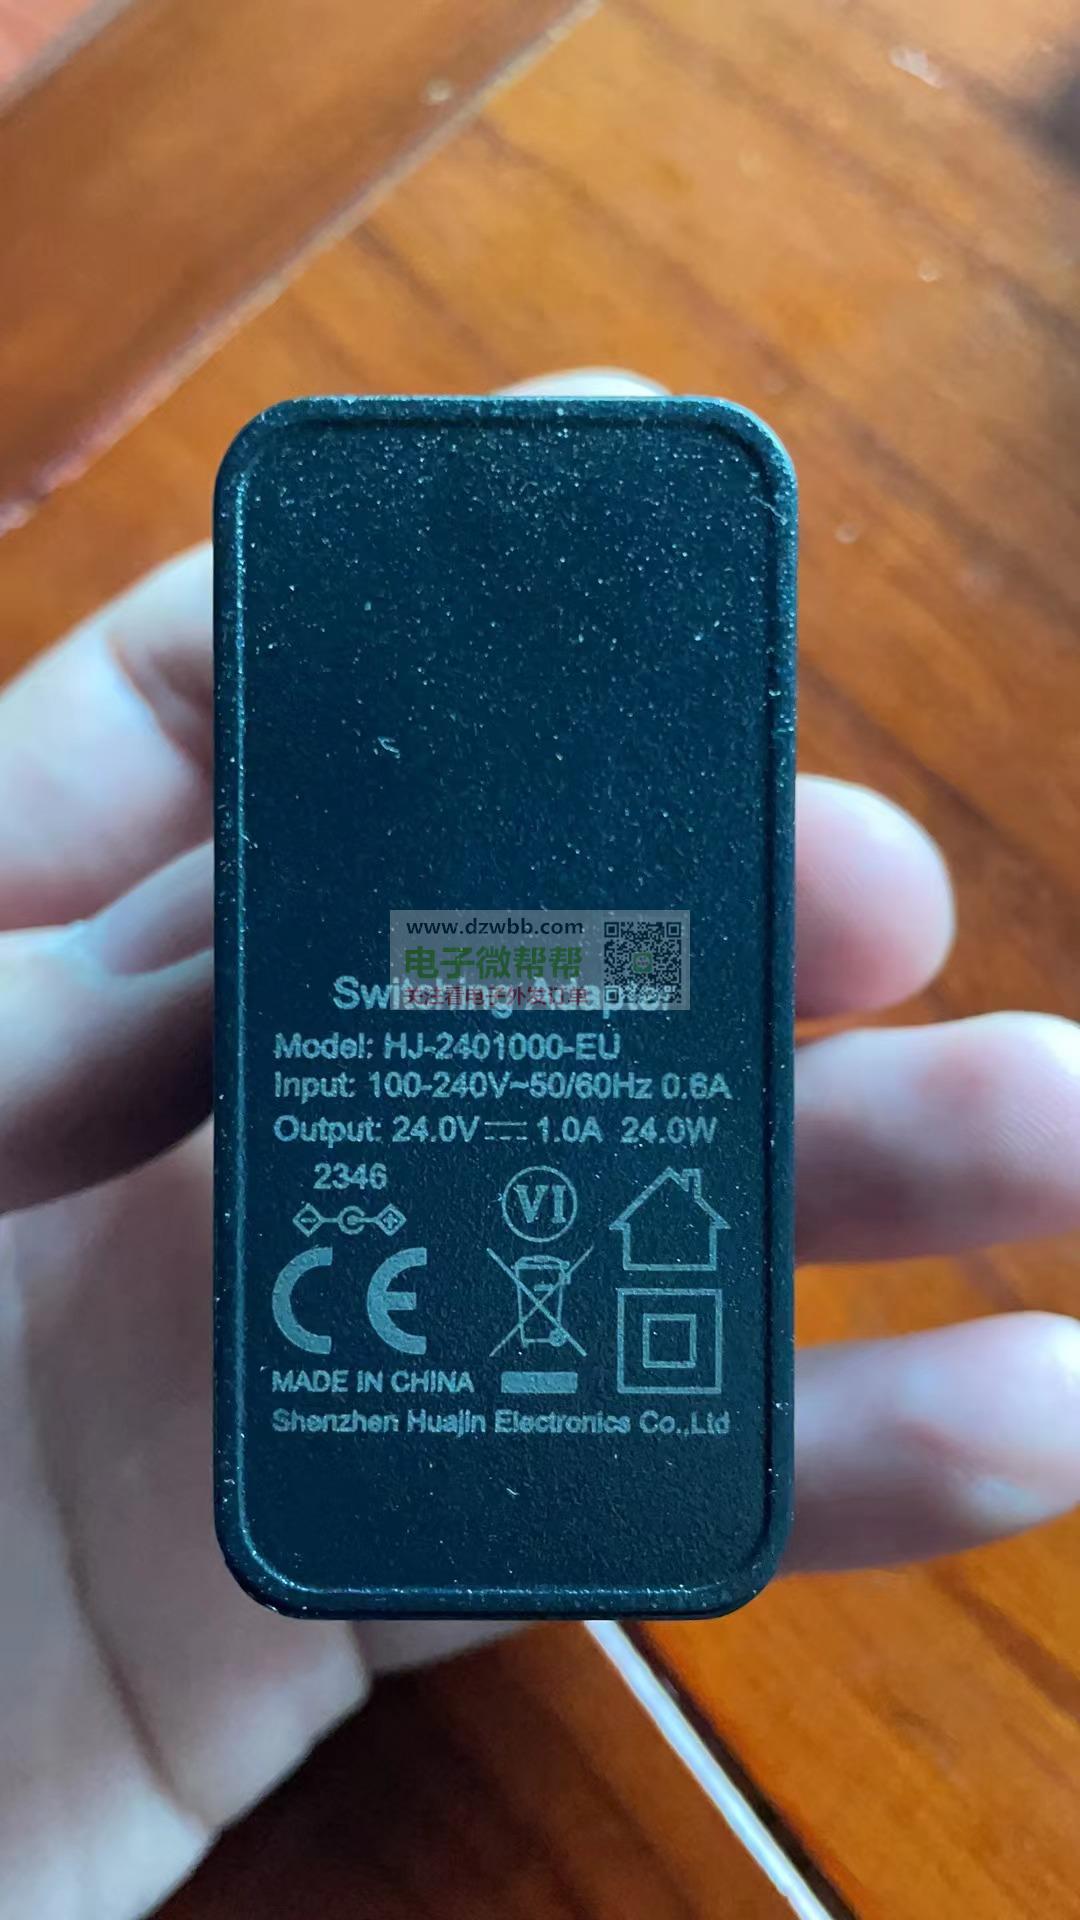 www.dzwbb.com
电子微帮帮
关注看电子外发订单
Switching Adapter
Model: HJ-2401000-EU
Input: 100-240V~50/60Hz 0.6A
Output: 24.0V⎓1.0A 24.0W
2346
VI
CE
MADE IN CHINA
Shenzhen Huajin Electronics Co.,Ltd